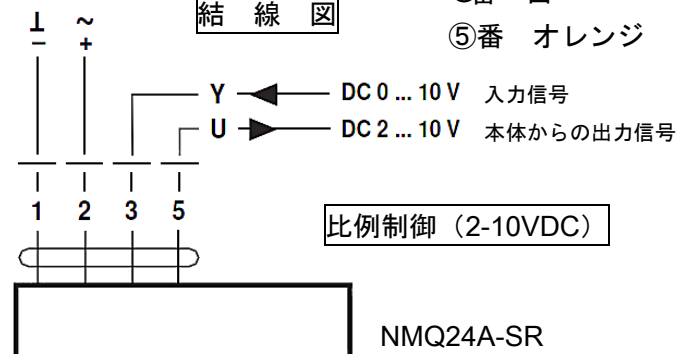 結 線 図
⑤番 オレンジ
⊥ ~
− +
Y DC 0 ... 10 V 入力信号
U DC 2 ... 10 V 本体からの出力信号
1 2 3 5
比例制御（2-10VDC）
NMQ24A-SR